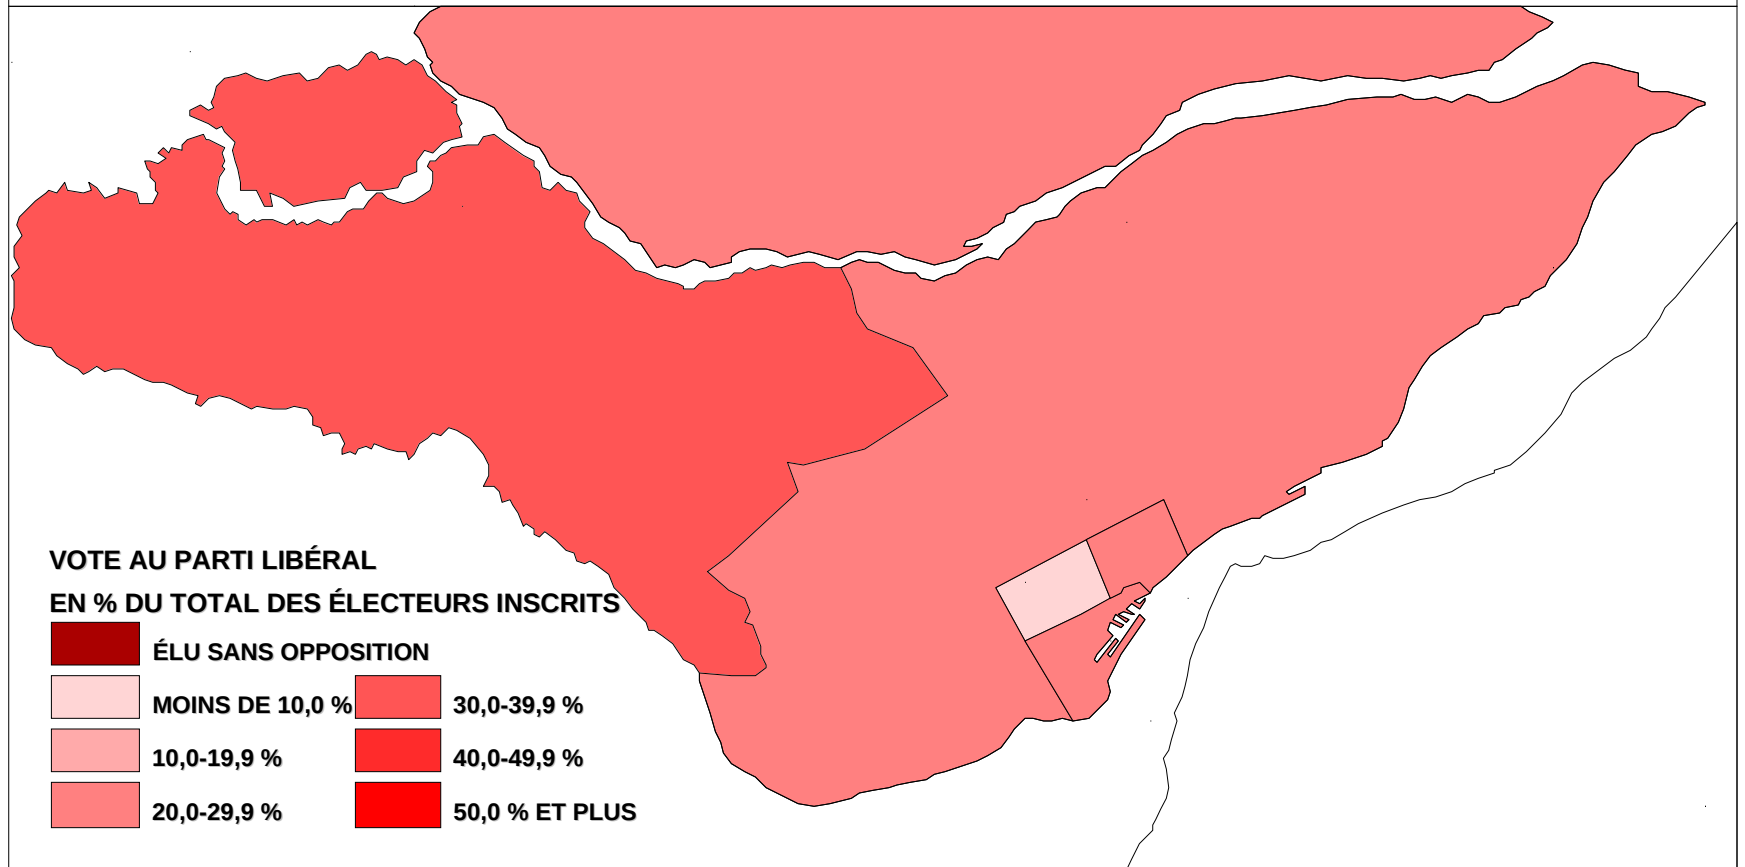 VOTE AU PARTI LIBÉRAL
EN % DU TOTAL DES ÉLECTEURS INSCRITS
ÉLU SANS OPPOSITION
MOINS DE 10,0 %
10,0-19,9 %
20,0-29,9 %
30,0-39,9 %
40,0-49,9 %
50,0 % ET PLUS